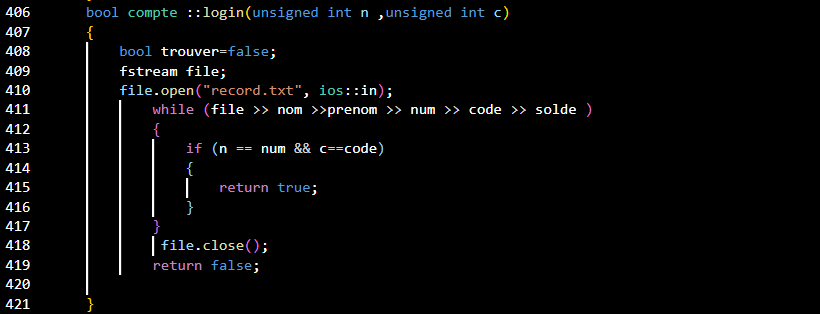 406 bool compte ::login(unsigned int n ,unsigned int c)
407 {
408 bool trouver=false;
409 fstream file;
410 file.open("record.txt", ios::in);
411 while (file >> nom >>prenom >> num >> code >> solde )
412 {
413 if (n == num && c==code)
414 {
415 return true;
416 }
417 }
418 file.close();
419 return false;
420
421 }